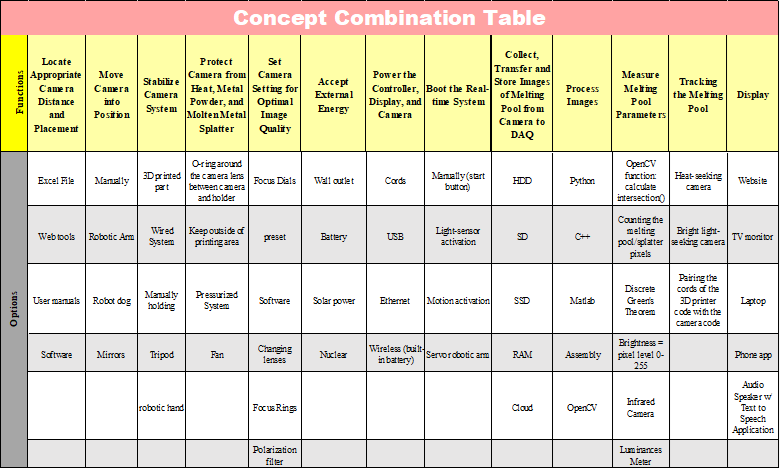 Concept Combination Table
Functions
Locate
Appropriate
Camera
Distance
and
Placement
Move
Camera
into
Position
Stabilize
Camera
System
Protect
Camera from
Heat, Metal
Powder, and
Molten Metal
Splatter
Set
Camera
Setting for
Optimal
Image
Quality
Accept
External
Energy
Power the
Controller,
Display, and
Camera
Boot the Real-
time System
Collect,
Transfer and
Store Images
of Melting
Pool from
Camera to
DAQ
Process
Images
Measure
Melting
Pool
Parameters
Tracking
the Melting
Pool
Display
Options
Excel File
Manually
3D printed
part
O-ring around
the camera lens
between camera
and holder
Focus Dials
Wall outlet
Cords
Manually (start
button)
HDD
Python
OpenCV
function:
calculate
intersection()
Heat-seeking
camera
Website
Web tools
Robotic Arm
Wired
System
Keep outside of
printing area
preset
Battery
USB
Light-sensor
activation
SD
C++
Counting the
melting
pool/splatter
pixels
Bright light-
seeking camera
TV monitor
User manuals
Robot dog
Manually
holding
Pressurized
System
Software
Solar power
Ethernet
Motion activation
SSD
Matlab
Discrete
Green's
Theorem
Pairing the
cords of the
3D printer
code with the
camera code
Laptop
Software
Mirrors
Tripod
Fan
Changing
lenses
Nuclear
Wireless (built-
in battery)
Servo robotic arm
RAM
Assembly
Brightness =
pixel level 0-
255
Phone app
robotic hand
Focus Rings
Cloud
OpenCV
Infrared
Camera
Audio
Speaker w/
Text to
Speech
Application
Polarization
filter
Luminances
Meter